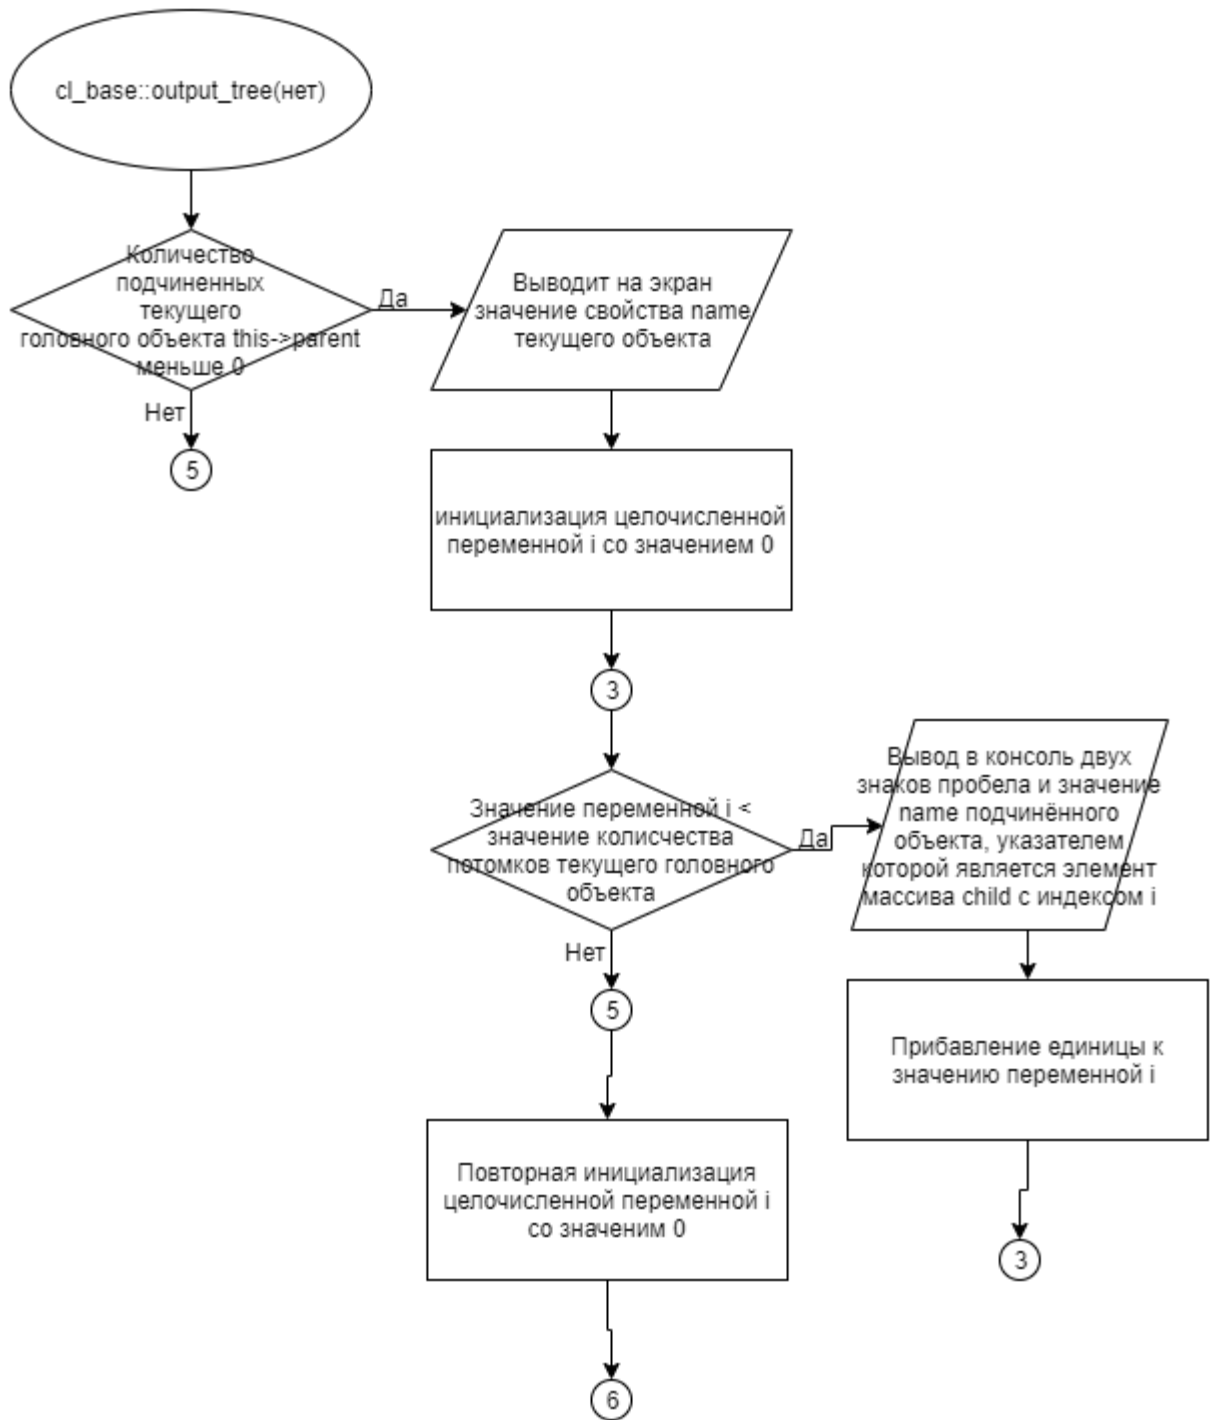 cl_base::output_tree(нет)
Количество
подчиненных
текущего
головного объекта this->parent
меньше 0
Да
Выводит на экран
значение свойства name
текущего объекта
Нет
5
инициализация целочисленной
переменной i со значением 0
3
Значение переменной i <
значение колисчества
потомков текущего головного
объекта
Да
Вывод в консоль двух
знаков пробела и значение
name подчинённого
объекта, указателем
которой является элемент
массива child с индексом i
Нет
5
Прибавление единицы к
значению переменной i
Повторная инициализация
целочисленной переменной i
со значеним 0
3
6